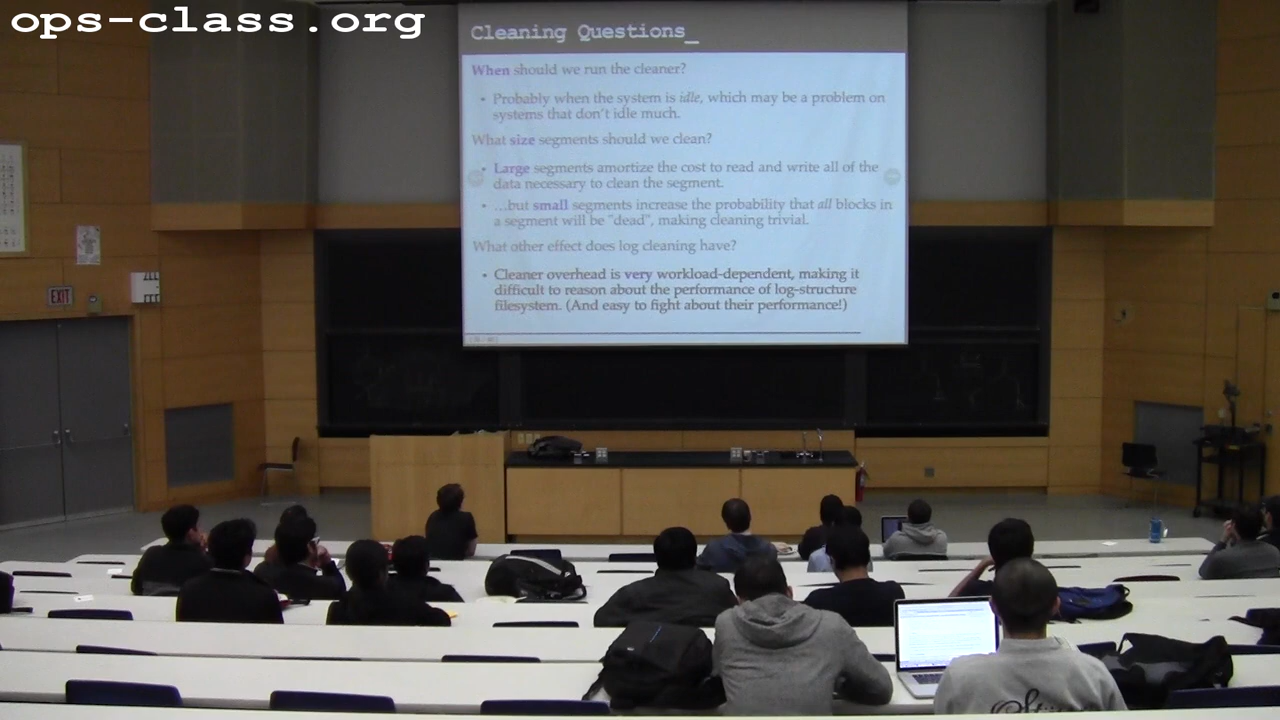 ops-class.org
Cleaning Questions_
When should we run the cleaner?
• Probably when the system is idle, which may be a problem on
systems that don't idle much.
What size segments should we clean?
• Large segments amortize the cost to read and write all of the
data necessary to clean the segment.
• ...but small segments increase the probability that all blocks in
a segment will be "dead", making cleaning trivial.
What other effect does log cleaning have?
• Cleaner overhead is very workload-dependent, making it
difficult to reason about the performance of log-structure
filesystem. (And easy to fight about their performance!)
EXIT